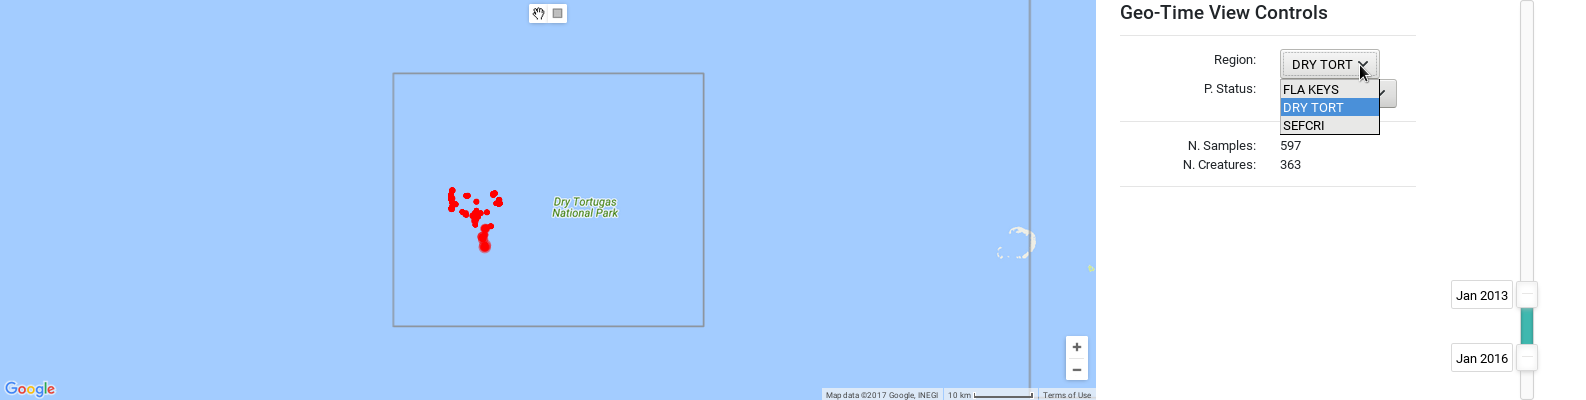 Geo-Time View Controls
Region:
DRY TORT
P. Status:
FLA KEYS
DRY TORT
SEFCRI
N. Samples: 597
N. Creatures: 363
Dry Tortugas
National Park
Jan 2013
Jan 2016
+
−
Google
Map data ©2017 Google, INEGI
10 km
Terms of Use